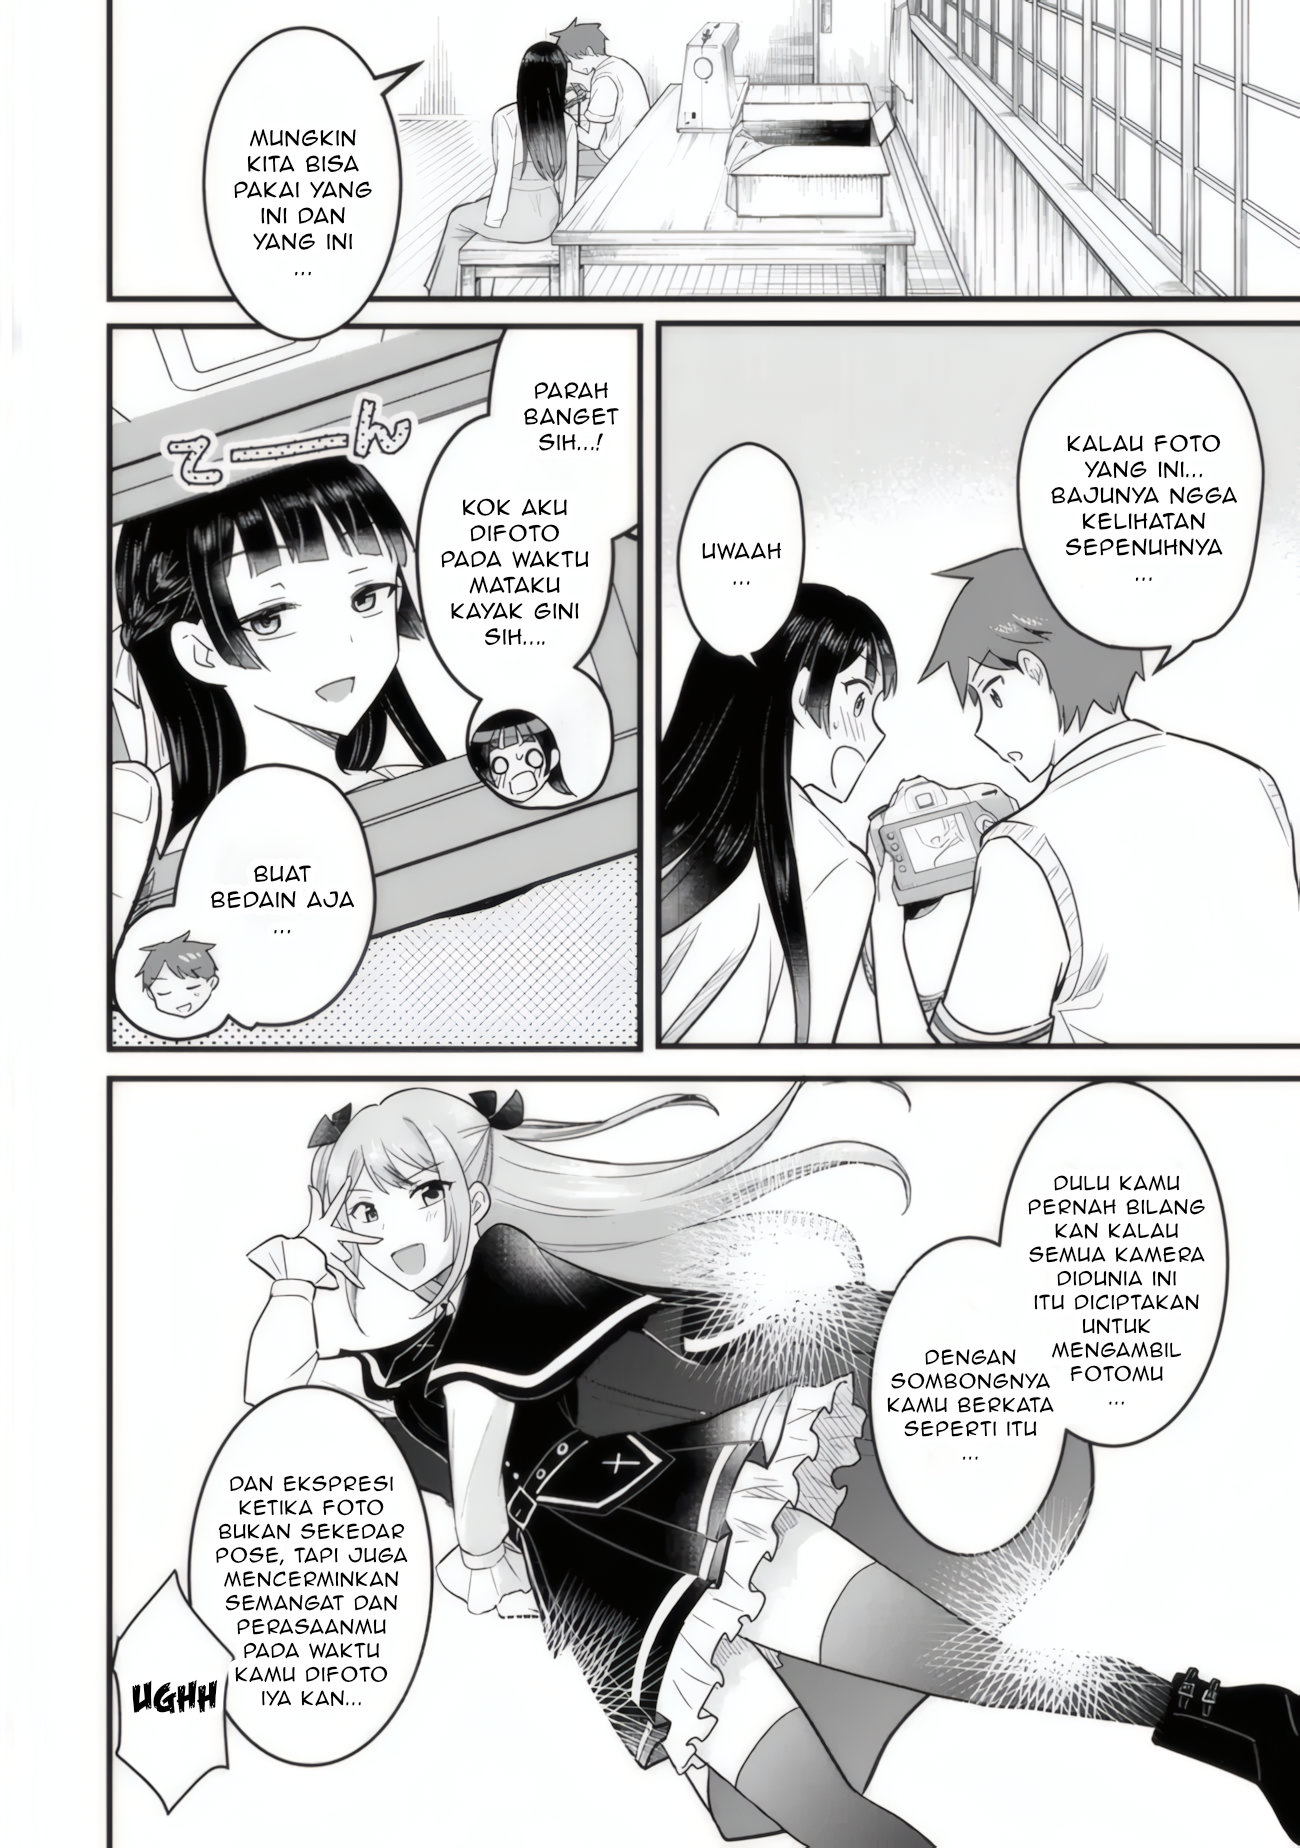 MUNGKIN
KITA BISA
PAKAI YANG
INI DAN
YANG INI
...
KALAU FOTO
YANG INI...
BAJUNYA NGGA
KELIHATAN
SEPENUHNYA
...
UWAAH
...
PARAH
BANGET
SIH...!
KOK AKU
DIFOTO
PADA WAKTU
MATAKU
KAYAK GINI
SIH....
て──ん
BUAT
BEDAIN AJA
...
DULU KAMU
PERNAH BILANG
KAN KALAU
SEMUA KAMERA
DIDUNIA INI
ITU DICIPTAKAN
UNTUK
MENGAMBIL
FOTOMU
...
DENGAN
SOMBONGNYA
KAMU BERKATA
SEPERTI ITU
...
DAN EKSPRESI
KETIKA FOTO
BUKAN SEKEDAR
POSE, TAPI JUGA
MENCERMINKAN
SEMANGAT DAN
PERASAANMU
PADA WAKTU
KAMU DIFOTO
IYA KAN...
UGHH